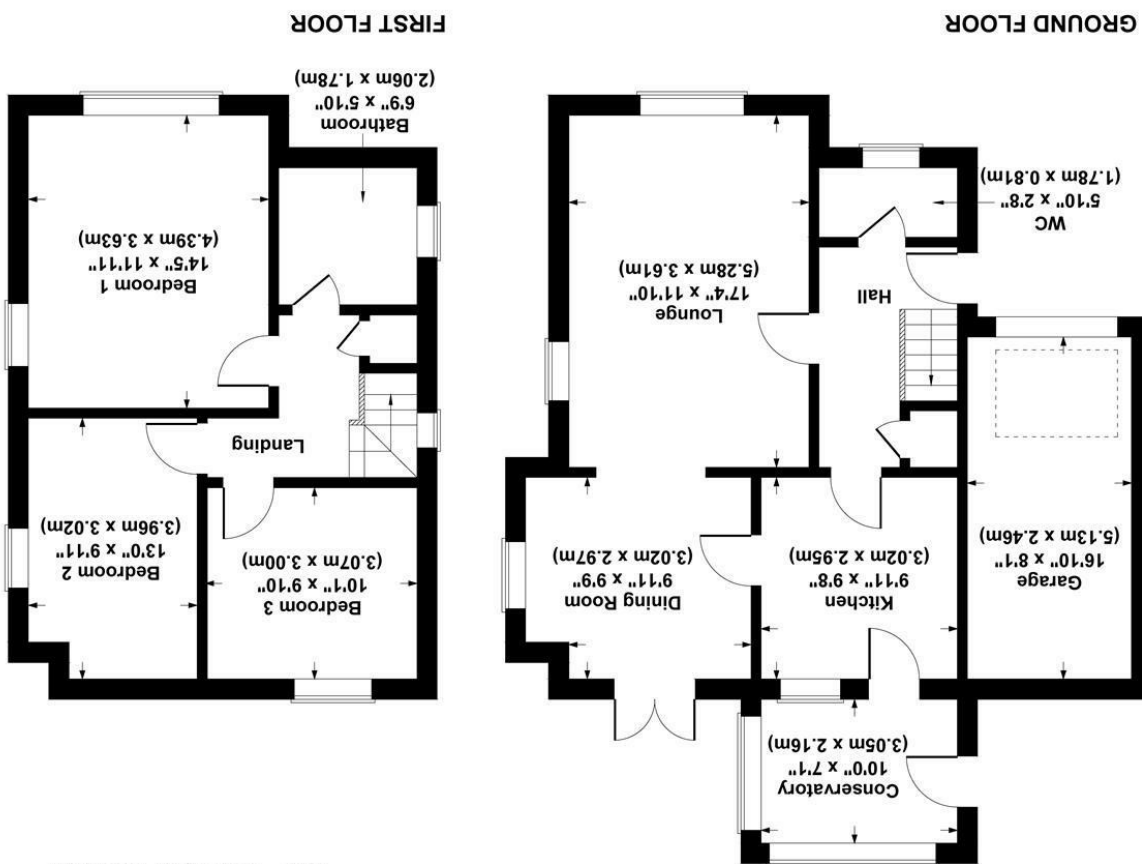 Conservatory
10'0" x 7'1"
(3.05m x 2.16m)
Garage
16'10" x 8'1"
(5.13m x 2.46m)
Kitchen
9'11" x 9'8"
(3.02m x 2.95m)
Dining Room
9'11" x 9'9"
(3.02m x 2.97m)
Hall
Lounge
17'4" x 11'10"
(5.28m x 3.61m)
WC
5'10" x 2'8"
(1.78m x 0.81m)
GROUND FLOOR
Bedroom 3
10'1" x 9'10"
(3.07m x 3.00m)
Bedroom 2
13'0" x 9'11"
(3.96m x 3.02m)
Landing
Bedroom 1
14'5" x 11'11"
(4.39m x 3.63m)
Bathroom
6'9" x 5'10"
(2.06m x 1.78m)
FIRST FLOOR